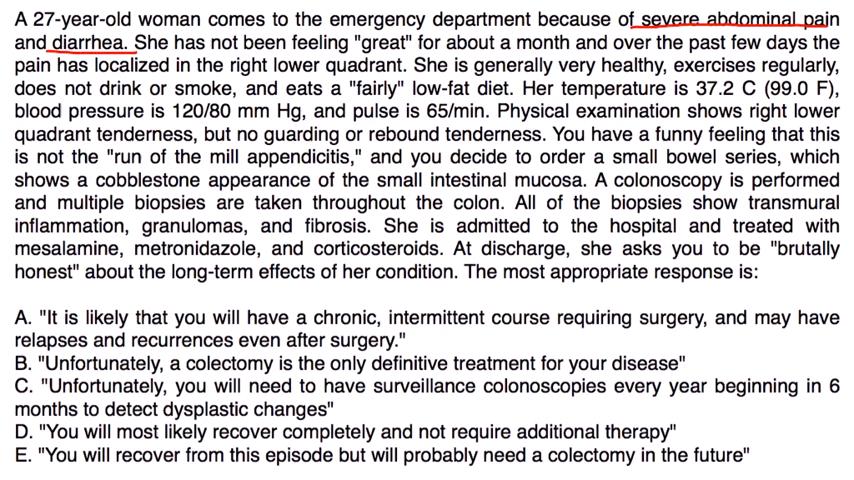 A 27-year-old woman comes to the emergency department because of severe abdominal pain
and diarrhea. She has not been feeling "great" for about a month and over the past few days the
pain has localized in the right lower quadrant. She is generally very healthy, exercises regularly,
does not drink or smoke, and eats a "fairly" low-fat diet. Her temperature is 37.2 C (99.0 F),
blood pressure is 120/80 mm Hg, and pulse is 65/min. Physical examination shows right lower
quadrant tenderness, but no guarding or rebound tenderness. You have a funny feeling that this
is not the "run of the mill appendicitis," and you decide to order a small bowel series, which
shows a cobblestone appearance of the small intestinal mucosa. A colonoscopy is performed
and multiple biopsies are taken throughout the colon. All of the biopsies show transmural
inflammation, granulomas, and fibrosis. She is admitted to the hospital and treated with
mesalamine, metronidazole, and corticosteroids. At discharge, she asks you to be "brutally
honest" about the long-term effects of her condition. The most appropriate response is:
A. "It is likely that you will have a chronic, intermittent course requiring surgery, and may have
relapses and recurrences even after surgery."
B. "Unfortunately, a colectomy is the only definitive treatment for your disease"
C. "Unfortunately, you will need to have surveillance colonoscopies every year beginning in 6
months to detect dysplastic changes"
D. "You will most likely recover completely and not require additional therapy"
E. "You will recover from this episode but will probably need a colectomy in the future"